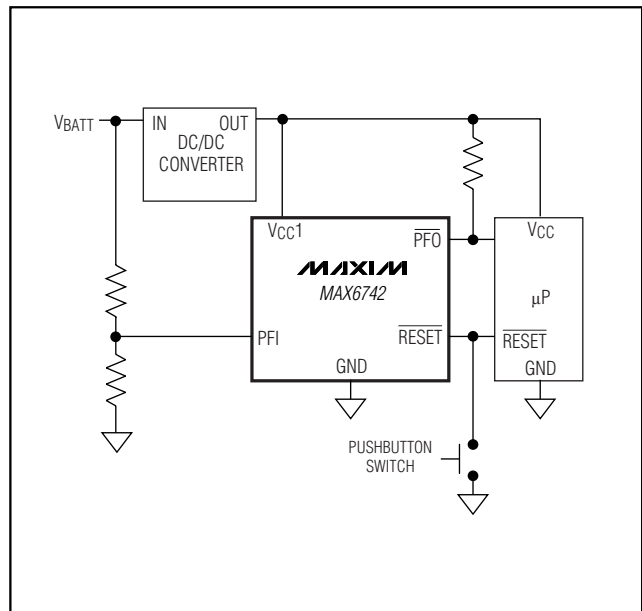 VBATT
IN OUT
DC/DC
CONVERTER
VCC1
PFO
VCC
MAXIM
MAX6742
µP
PFI
RESET
RESET
GND
GND
PUSHBUTTON
SWITCH